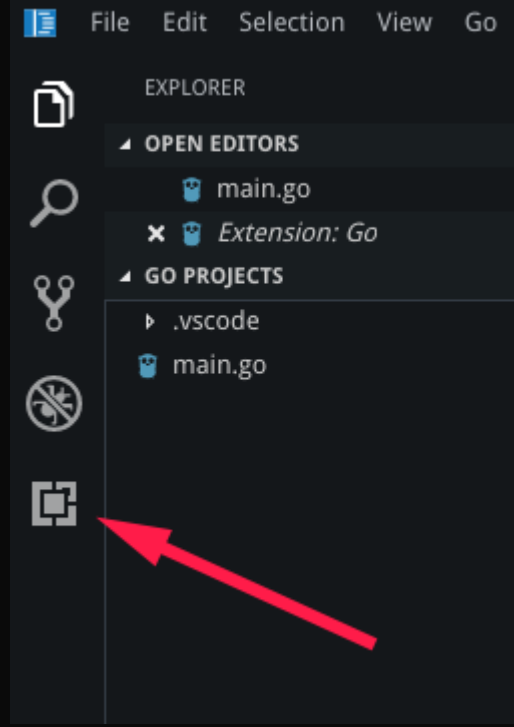 File Edit Selection View Go
EXPLORER
OPEN EDITORS
main.go
Extension: Go
GO PROJECTS
.vscode
main.go